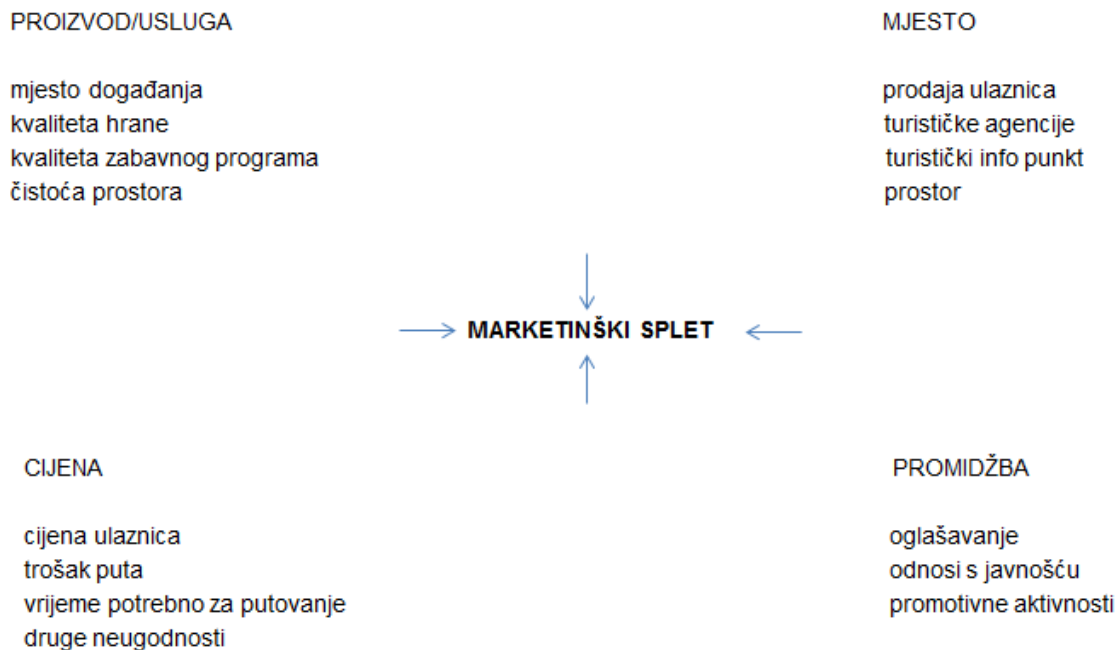 PROIZVOD/USLUGA
mjesto događanja
kvaliteta hrane
kvaliteta zabavnog programa
čistoća prostora
MJESTO
prodaja ulaznica
turističke agencije
turistički info punkt
prostor
MARKETINŠKI SPLET
CIJENA
cijena ulaznica
trošak puta
vrijeme potrebno za putovanje
druge neugodnosti
PROMIDŽBA
oglašavanje
odnosi s javnošću
promotivne aktivnosti